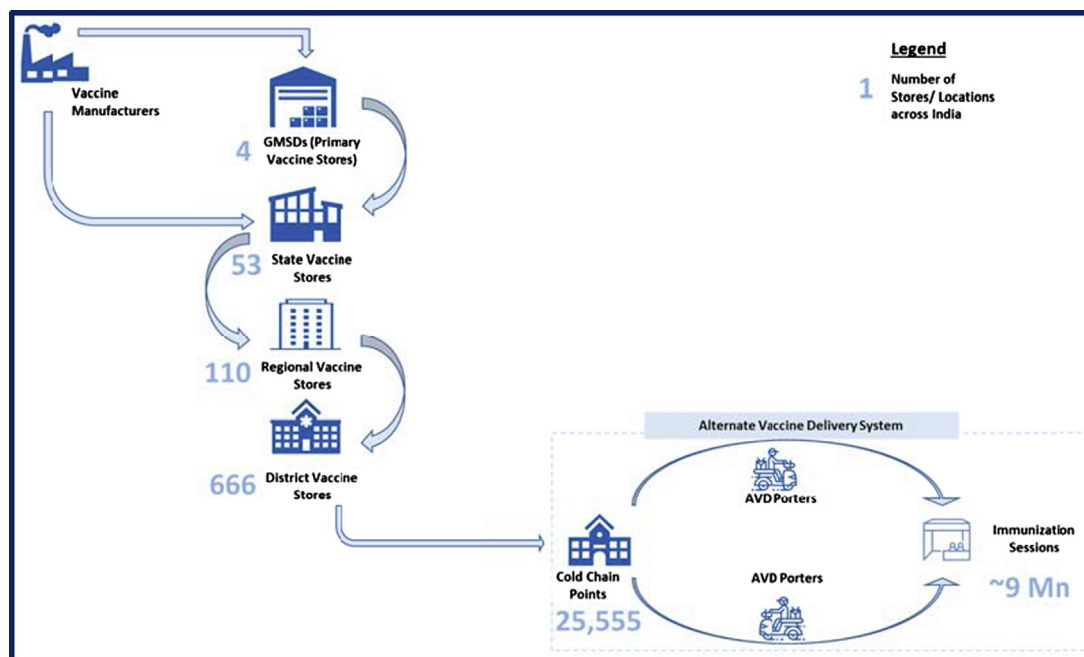 Legend
1
Number of
Stores/ Locations
across India
Vaccine
Manufacturers
4
GMSDs (Primary
Vaccine Stores)
53
State Vaccine
Stores
110
Regional Vaccine
Stores
666
District Vaccine
Stores
Alternate Vaccine Delivery System
AVD Porters
Cold Chain
Points
25,555
AVD Porters
Immunization
Sessions
~9 Mn